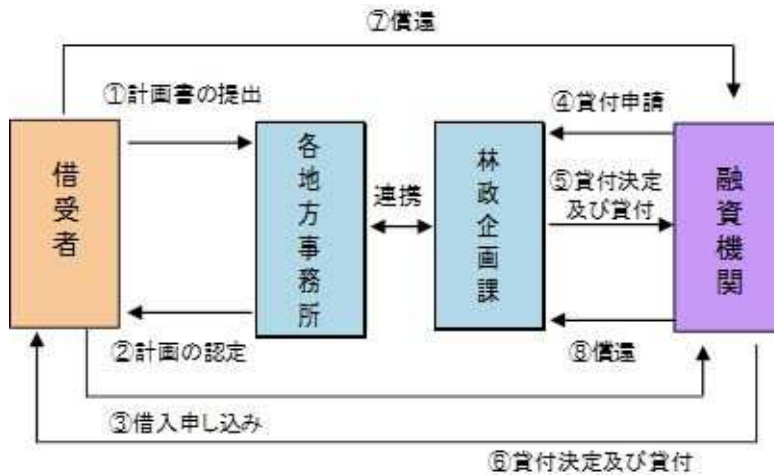 ⑦償還
①計画書の提出
④貸付申請
借受者
各地方事務所
連携
林政企画課
⑤貸付決定
及び貸付
融資機関
②計画の認定
⑧償還
③借入申し込み
⑥貸付決定及び貸付